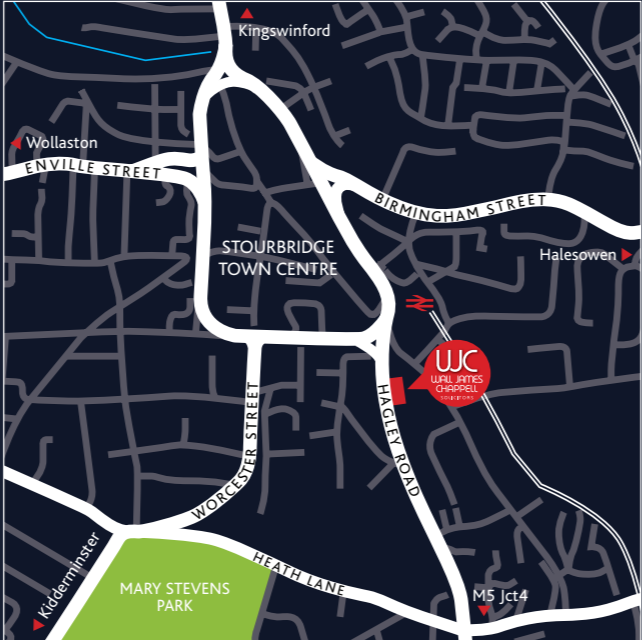 Kingswinford
Wollaston
ENVILLE STREET
BIRMINGHAM STREET
STOURBRIDGE
TOWN CENTRE
Halesowen
WJC
WALL JAMES
CHAPPELL
SOLICITORS
HAGLEY ROAD
WORCESTER STREET
Kidderminster
HEATH LANE
MARY STEVENS
PARK
M5 Jct4